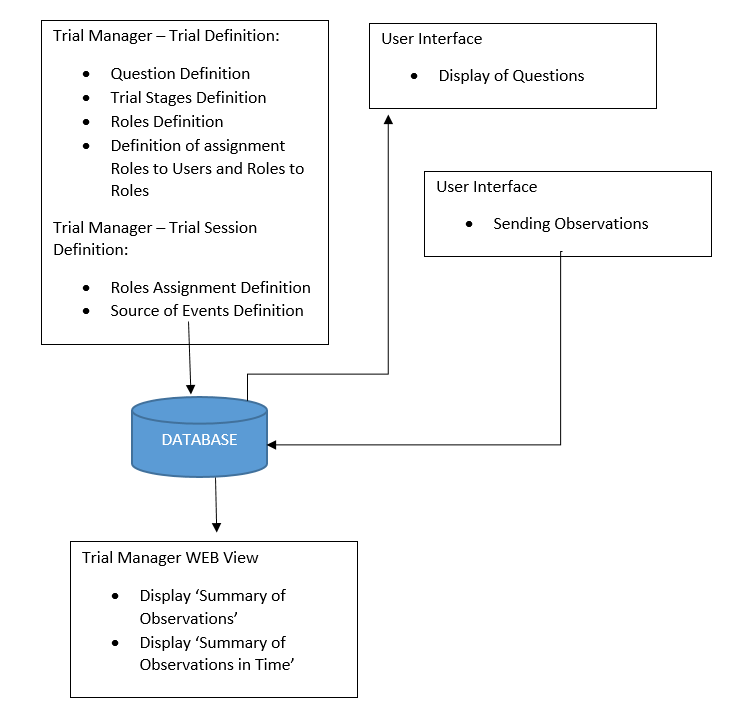 Trial Manager – Trial Definition:
• Question Definition
• Trial Stages Definition
• Roles Definition
• Definition of assignment
Roles to Users and Roles to
Roles
Trial Manager – Trial Session
Definition:
• Roles Assignment Definition
• Source of Events Definition
User Interface
• Display of Questions
User Interface
• Sending Observations
DATABASE
Trial Manager WEB View
• Display ‘Summary of
Observations’
• Display ‘Summary of
Observations in Time’